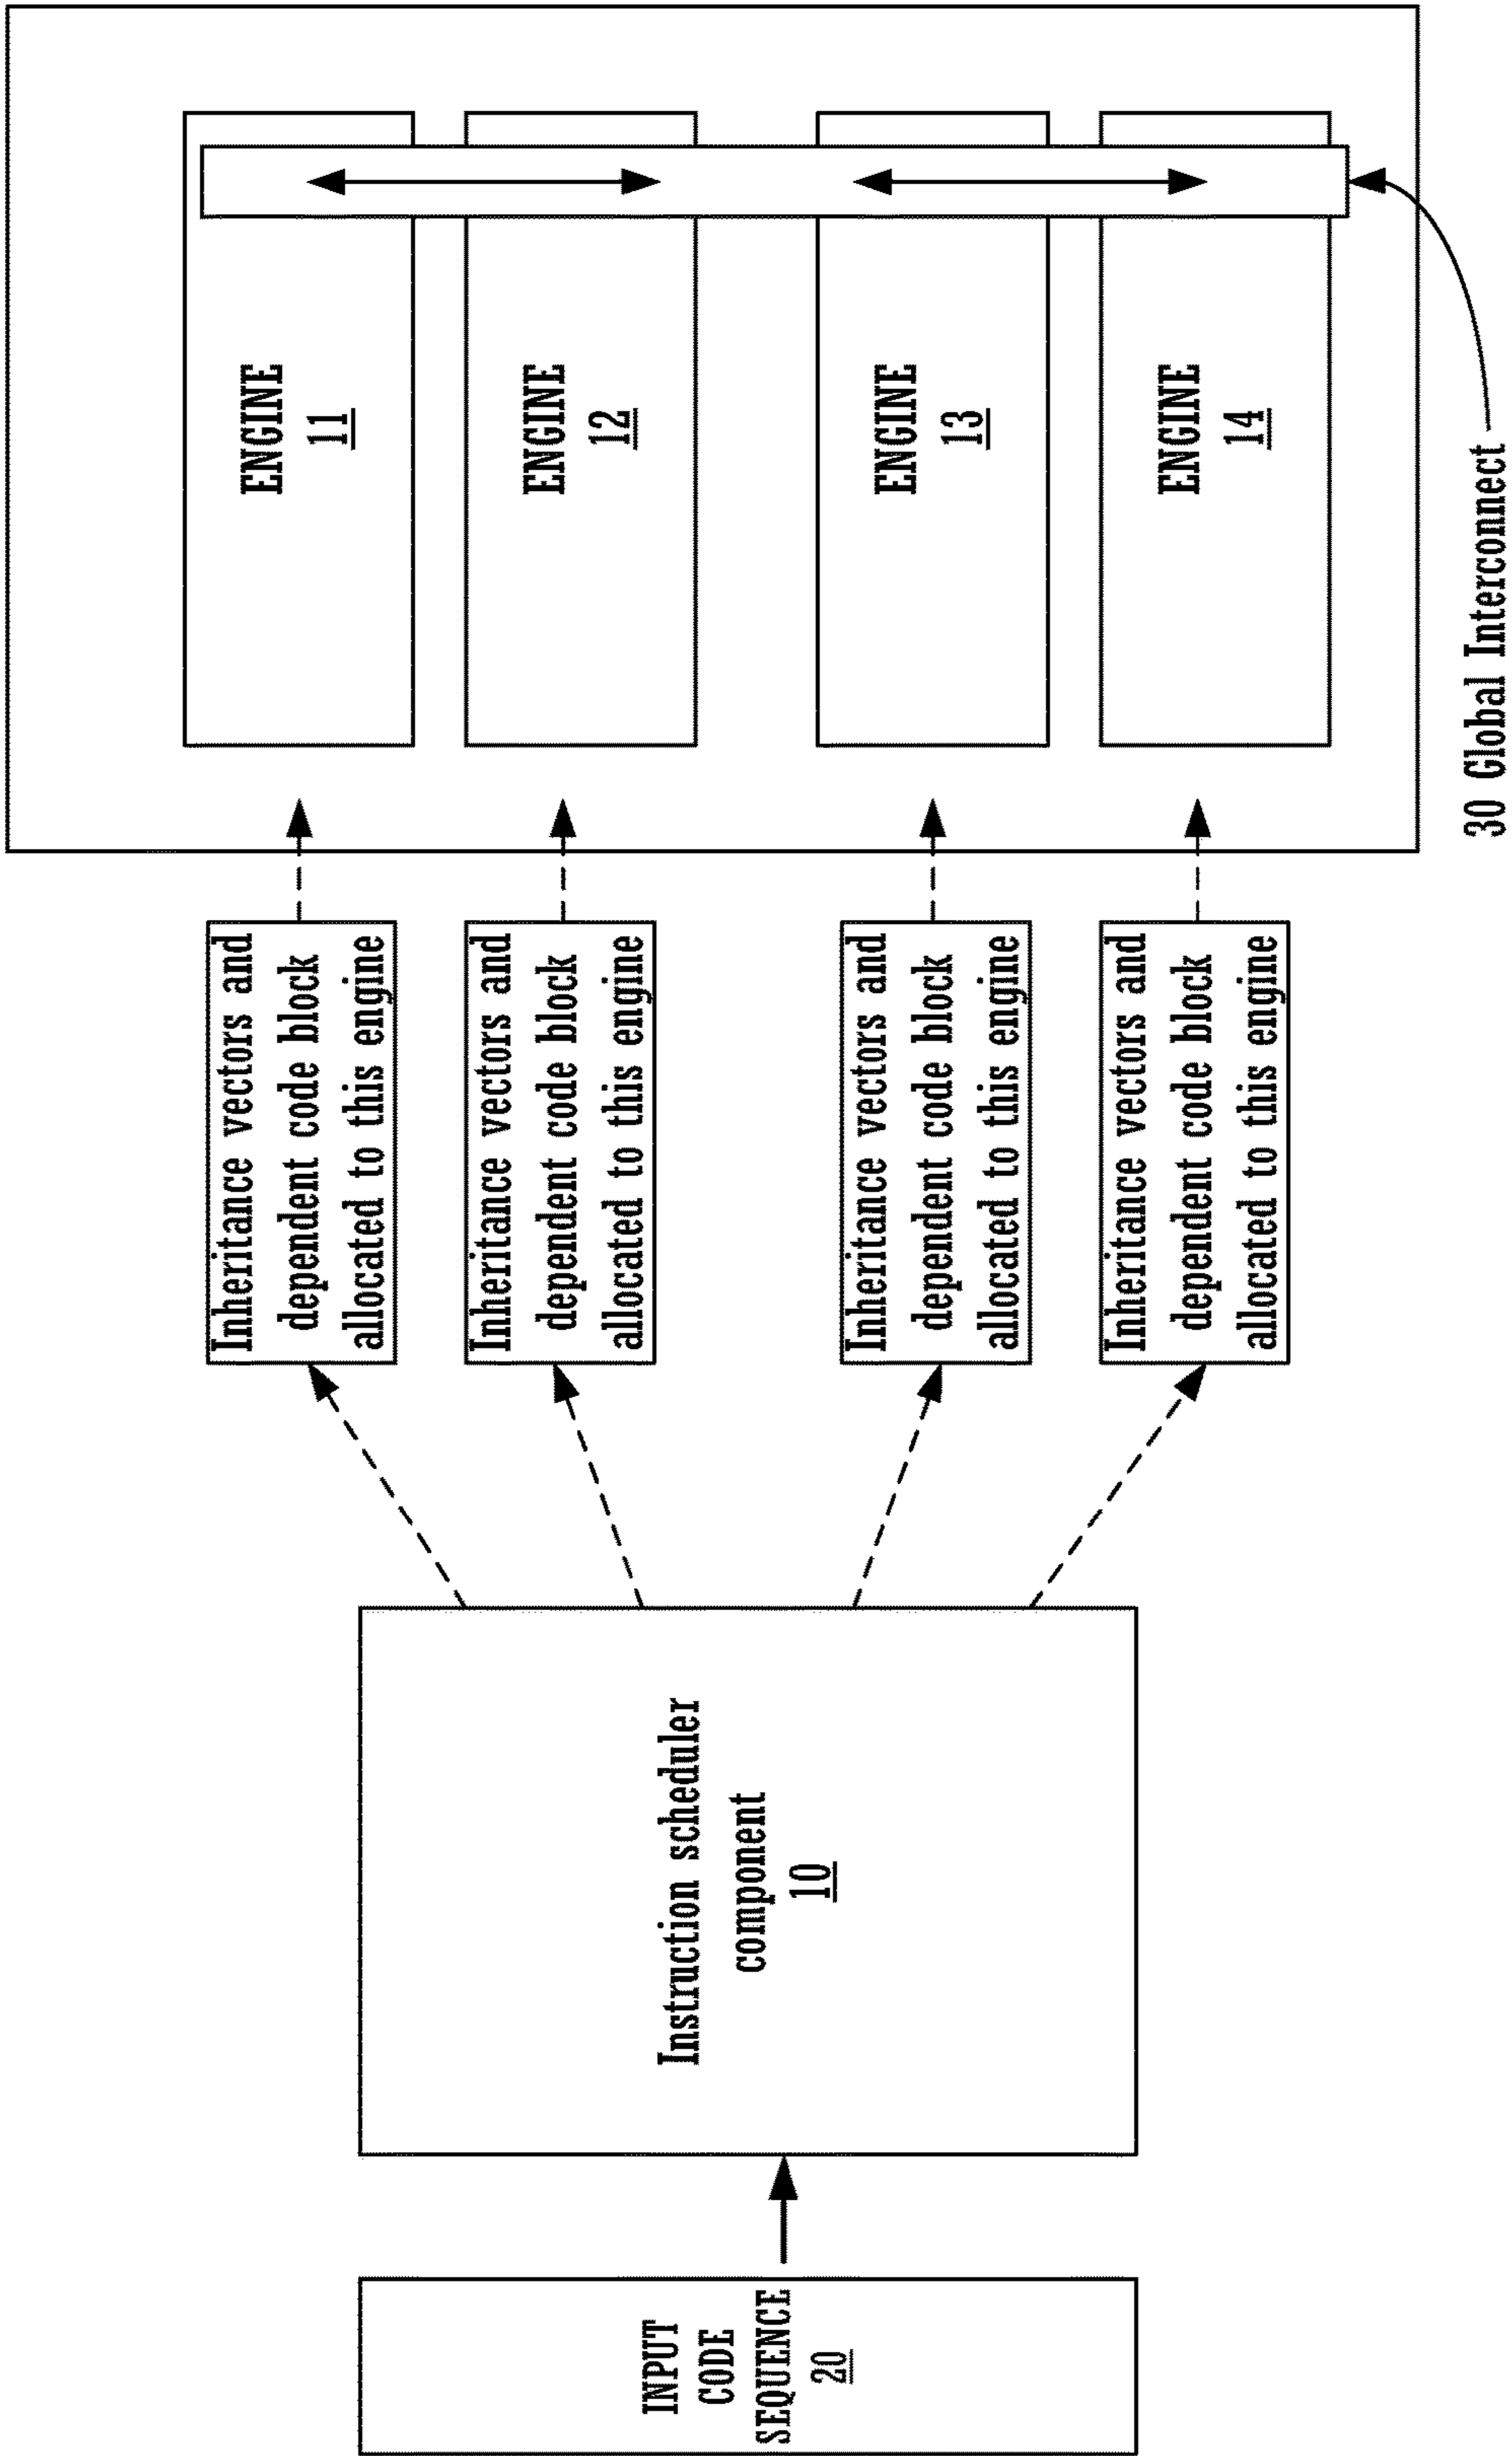 INPUT
CODE
SEQUENCE
20
Instruction scheduler
component
10
Inheritance vectors and
dependent code block
allocated to this engine
Inheritance vectors and
dependent code block
allocated to this engine
Inheritance vectors and
dependent code block
allocated to this engine
Inheritance vectors and
dependent code block
allocated to this engine
ENGINE
11
ENGINE
12
ENGINE
13
ENGINE
14
30 Global Interconnect